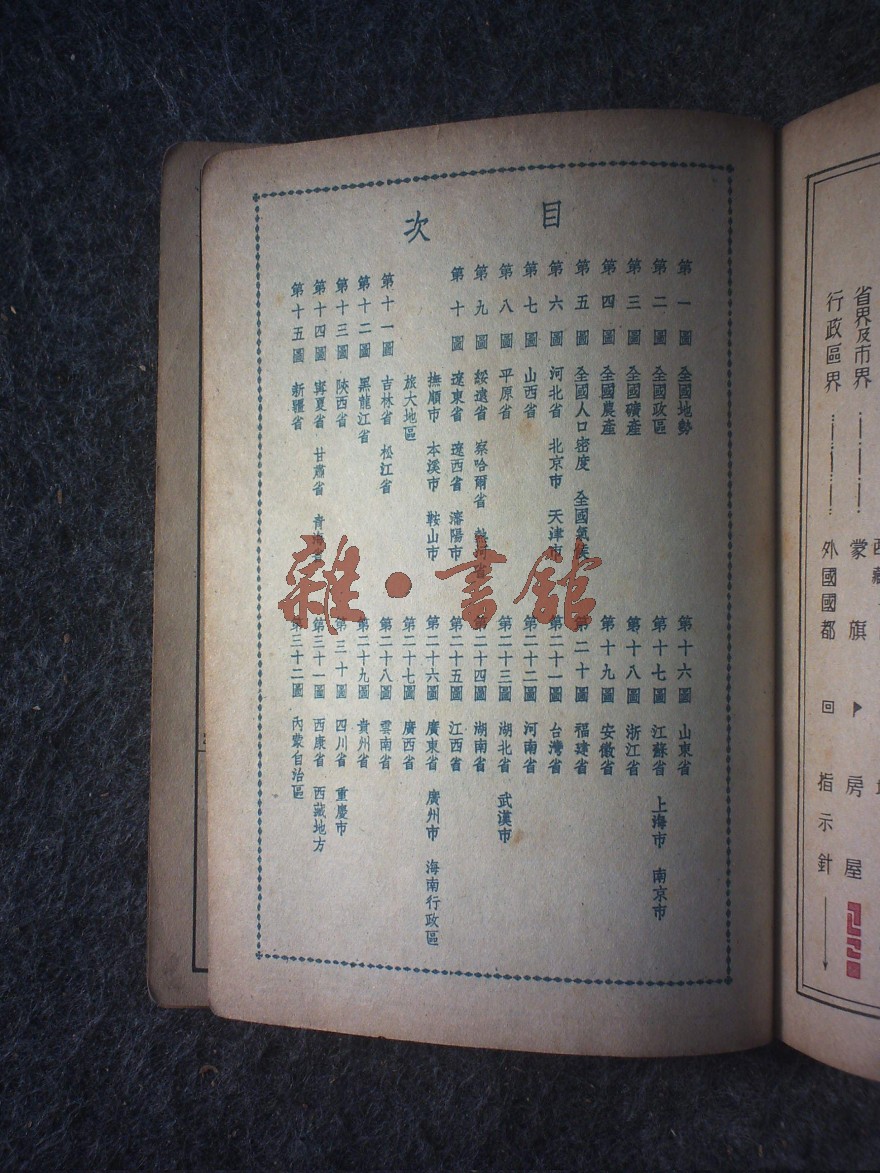 目次
第一圖 全國地勢
第二圖 全國政區
第三圖 全國礦產
第四圖 全國農產
第五圖 全國人口密度 全國氣候
第六圖 河北省 北京市 天津市
第七圖 山西省
第八圖 平原省
第九圖 綏遠省 察哈爾省 熱河省
第十圖 遼東省 遼西省 瀋陽市
撫順市 本溪市 鞍山市
旅大地區
第十一圖 吉林省 松江省
第十二圖 黑龍江省
第十三圖 陝西省
第十四圖 寧夏省 甘肅省 青海省
第十五圖 新疆省
第十六圖 山東省
第十七圖 江蘇省 上海市 南京市
第十八圖 浙江省
第十九圖 安徽省
第二十圖 福建省
第二十一圖 台灣省
第二十二圖 河南省
第二十三圖 湖北省 武漢市
第二十四圖 湖南省
第二十五圖 江西省
第二十六圖 廣東省 廣州市 海南行政區
第二十七圖 廣西省
第二十八圖 雲南省
第二十九圖 貴州省
第三十圖 四川省 重慶市
第三十一圖 西康省 西藏地方
第三十二圖 內蒙自治區
雜·書館
省界及市界 蒙旗 房屋
行政區界 外國國都 指示針